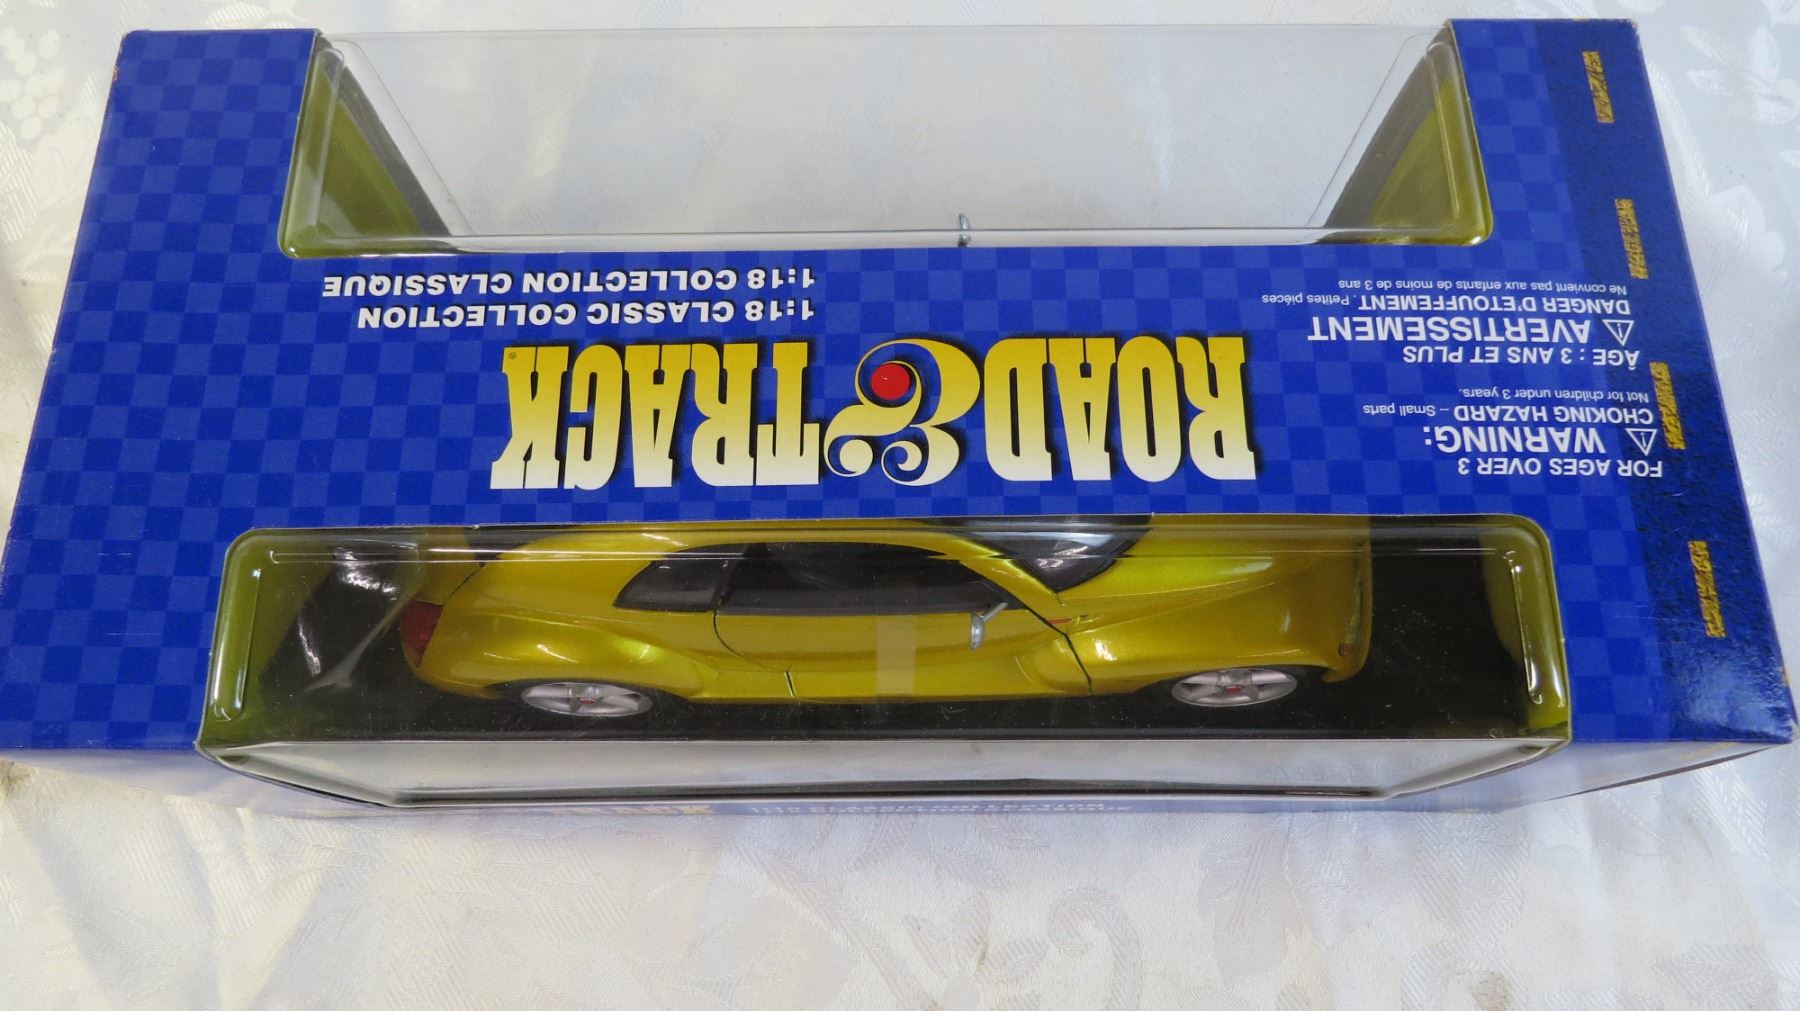 FOR AGES OVER 3
WARNING:
CHOKING HAZARD -- Small parts
Not for children under 3 years.
ÂGE : 3 ANS ET PLUS
AVERTISSEMENT
DANGER D'ETOUFFEMENT. Petites pièces
Ne convient pas aux enfants de moins de 3 ans
ROAD & TRACK®
1:18 CLASSIC COLLECTION
1:18 COLLECTION CLASSIQUE